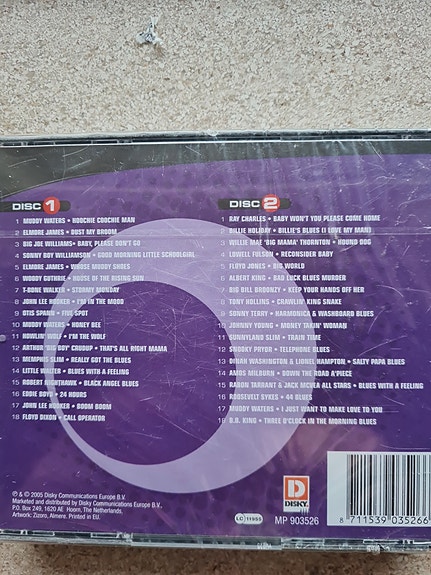 DISC 1
1 MUDDY WATERS • HOOCHIE COOCHIE MAN
2 ELMORE JAMES • DUST MY BROOM
3 BIG JOE WILLIAMS • BABY, PLEASE DON'T GO
4 SONNY BOY WILLIAMSON • GOOD MORNING LITTLE SCHOOLGIRL
5 ELMORE JAMES • WHOSE MUDDY SHOES
6 WOODY GUTHRIE • HOUSE OF THE RISING SUN
7 T-BONE WALKER • STORMY MONDAY
8 JOHN LEE HOOKER • I'M IN THE MOOD
9 OTIS SPANN • FIVE SPOT
10 MUDDY WATERS • HONEY BEE
11 HOWLIN' WOLF • I'M THE WOLF
12 ARTHUR 'BIG BOY' CRUDUP • THAT'S ALL RIGHT MAMA
13 MEMPHIS SLIM • REALLY GOT THE BLUES
14 LITTLE WALTER • BLUES WITH A FEELING
15 ROBERT NIGHTHAWK • BLACK ANGEL BLUES
16 EDDIE BOYD • 24 HOURS
17 JOHN LEE HOOKER • BOOM BOOM
18 FLOYD DIXON • CALL OPERATOR
DISC 2
1 RAY CHARLES • BABY WON'T YOU PLEASE COME HOME
2 BILLIE HOLIDAY • BILLIE'S BLUES (I LOVE MY MAN)
3 WILLIE MAE 'BIG MAMA' THORNTON • HOUND DOG
4 LOWELL FULSON • RECONSIDER BABY
5 FLOYD JONES • BIG WORLD
6 ALBERT KING • BAD LUCK BLUES MURDER
7 BIG BILL BROONZY • KEEP YOUR HANDS OFF HER
8 TONY HOLLINS • CRAWLIN' KING SNAKE
9 SONNY TERRY • HARMONICA & WASHBOARD BLUES
10 JOHNNY YOUNG • MONEY TAKIN' WOMAN
11 SUNNYLAND SLIM • TRAIN TIME
12 SNOOKY PRYOR • TELEPHONE BLUES
13 DINAH WASHINGTON & LIONEL HAMPTON • SALTY PAPA BLUES
14 AMOS MILBURN • DOWN THE ROAD A'PIECE
15 BARON TARRANT & JACK MCVEA ALL STARS • BLUES WITH A FEELING
16 ROOSEVELT SYKES • 44 BLUES
17 MUDDY WATERS • I JUST WANT TO MAKE LOVE TO YOU
18 B.B. KING • THREE O'CLOCK IN THE MORNING BLUES
℗ & © 2005 Disky Communications Europe B.V.
Marketed and distributed by Disky Communications Europe B.V.
P.O. Box 249, 1620 AE Hoorn, The Netherlands.
Artwork: Zizoro, Almere. Printed in EU.
LC 11955
D
DISKY
MP 903526
8 711539 035266